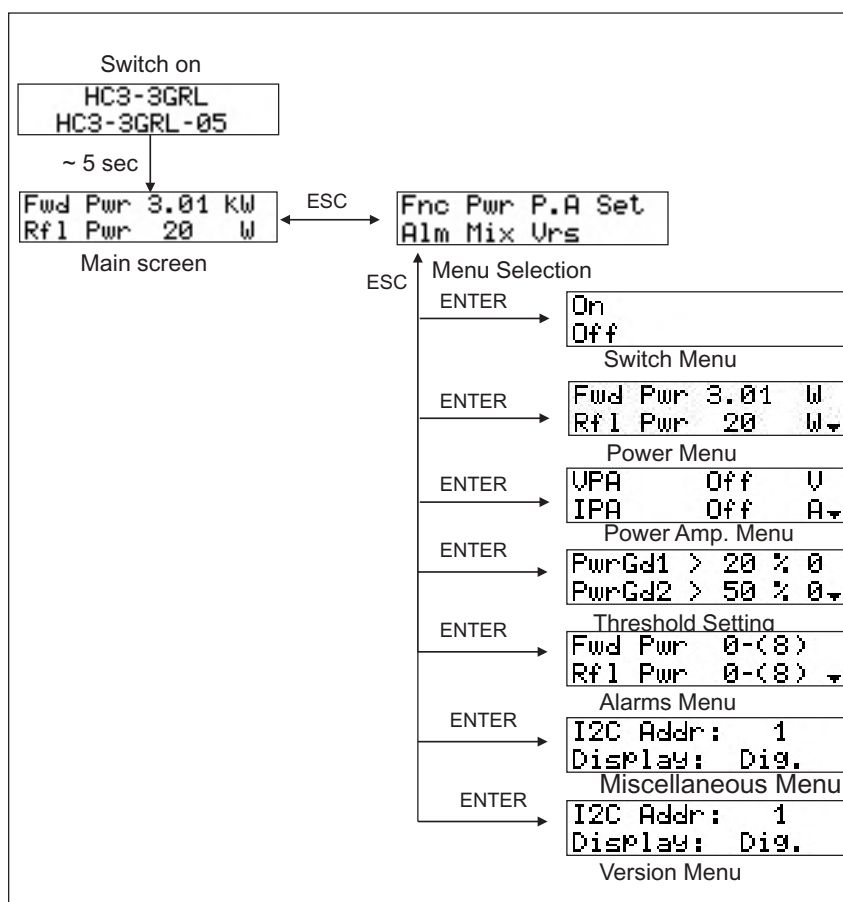 Switch on
HC3-3GRL
HC3-3GRL-05
~ 5 sec
Fwd Pwr 3.01 KW
Rfl Pwr 20 W
Main screen
ESC
Fnc Pwr P.A Set
Alm Mix Vrs
Menu Selection
ESC
ENTER
On
Off
Switch Menu
ENTER
Fwd Pwr 3.01 W
Rfl Pwr 20 W
Power Menu
ENTER
VPA Off V
IPA Off A
Power Amp. Menu
ENTER
PwrGd1 > 20 % 0
PwrGd2 > 50 % 0
Threshold Setting
ENTER
Fwd Pwr 0-(8)
Rfl Pwr 0-(8)
Alarms Menu
ENTER
I2C Addr: 1
Display: Dig.
Miscellaneous Menu
ENTER
I2C Addr: 1
Display: Dig.
Version Menu